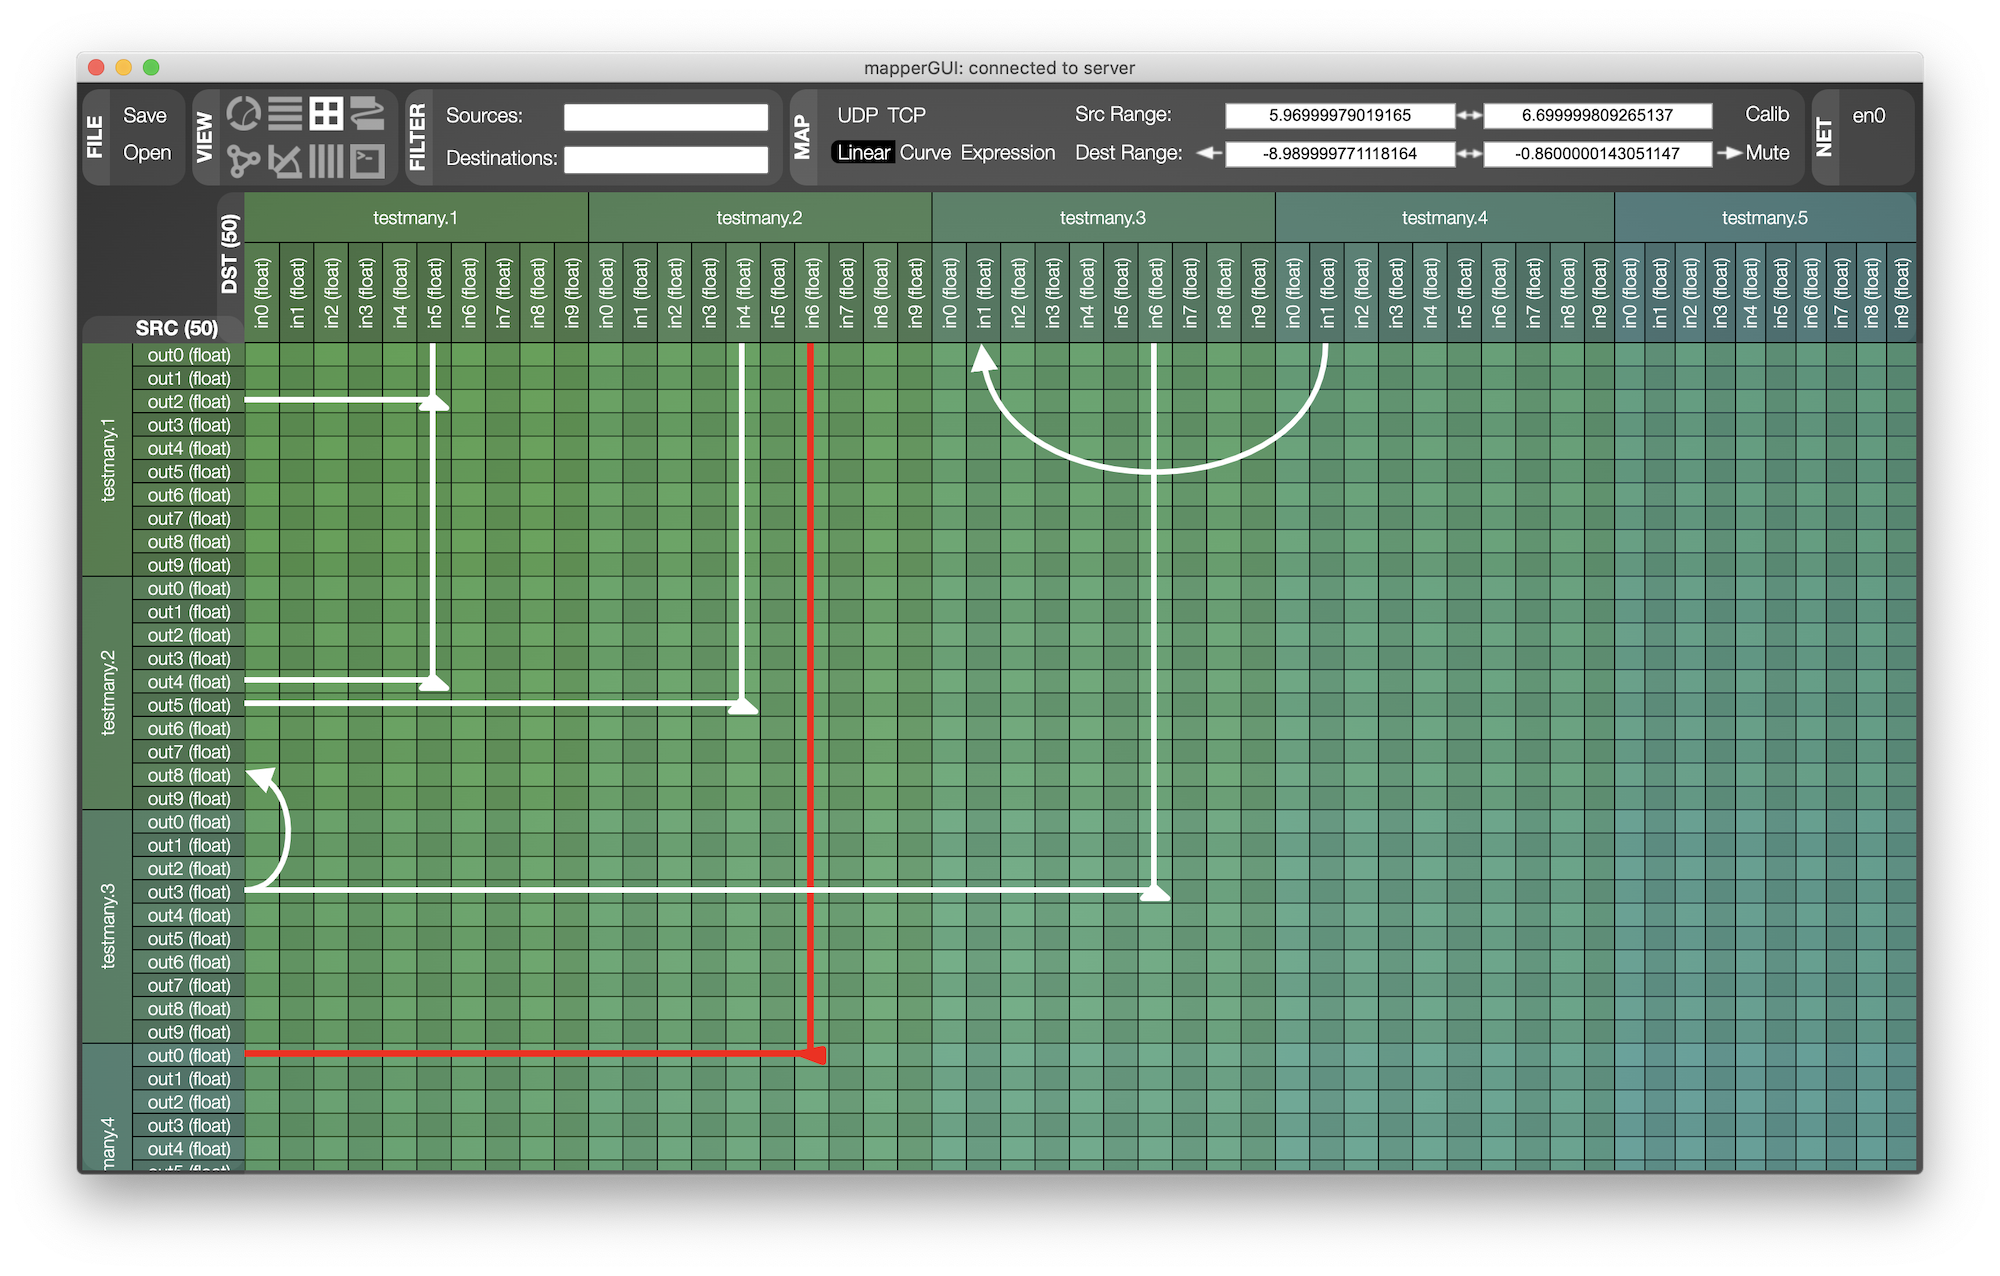 mapperGUI: connected to server
FILE
Save
Open
VIEW
FILTER
Sources:
Destinations:
MAP
UDP TCP
Linear Curve Expression
Src Range: 5.96999979019165 6.699999809265137 Calib
Dest Range: -8.989999771118164 -0.8600000143051147 Mute
NET
en0
DST (50)
testmany.1 testmany.2 testmany.3 testmany.4 testmany.5
in0 (float) in1 (float) in2 (float) in3 (float) in4 (float) in5 (float) in6 (float) in7 (float) in8 (float) in9 (float) in0 (float) in1 (float) in2 (float) in3 (float) in4 (float) in5 (float) in6 (float) in7 (float) in8 (float) in9 (float) in0 (float) in1 (float) in2 (float) in3 (float) in4 (float) in5 (float) in6 (float) in7 (float) in8 (float) in9 (float) in0 (float) in1 (float) in2 (float) in3 (float) in4 (float) in5 (float) in6 (float) in7 (float) in8 (float) in9 (float) in0 (float) in1 (float) in2 (float) in3 (float) in4 (float) in5 (float) in6 (float) in7 (float) in8 (float) in9 (float)
SRC (50)
testmany.1
out0 (float)
out1 (float)
out2 (float)
out3 (float)
out4 (float)
out5 (float)
out6 (float)
out7 (float)
out8 (float)
out9 (float)
testmany.2
out0 (float)
out1 (float)
out2 (float)
out3 (float)
out4 (float)
out5 (float)
out6 (float)
out7 (float)
out8 (float)
out9 (float)
testmany.3
out0 (float)
out1 (float)
out2 (float)
out3 (float)
out4 (float)
out5 (float)
out6 (float)
out7 (float)
out8 (float)
out9 (float)
many.4
out0 (float)
out1 (float)
out2 (float)
out3 (float)
out4 (float)